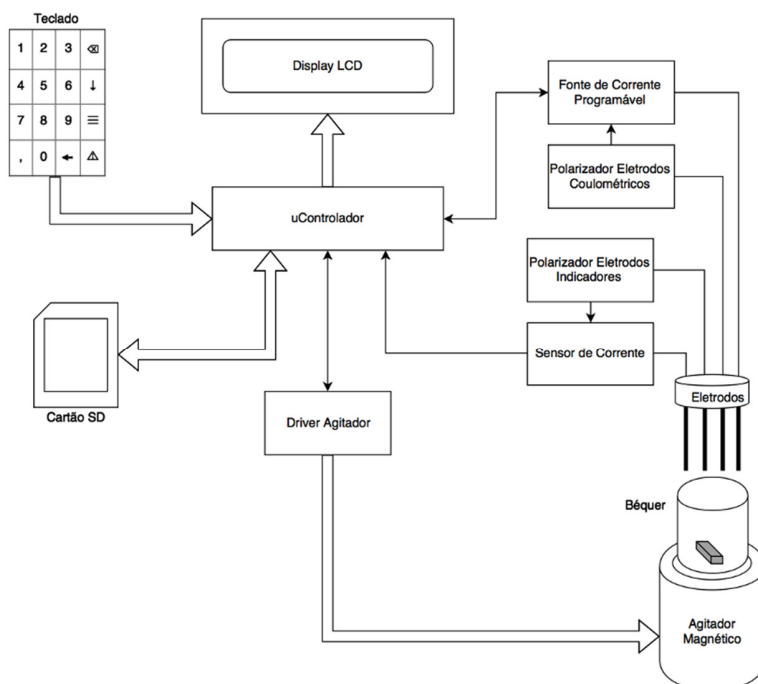 Teclado
1 2 3
4 5 6
7 8 9
, 0
Display LCD
Fonte de Corrente
Programável
Polarizador Eletrodos
Coulométricos
uControlador
Polarizador Eletrodos
Indicadores
Sensor de Corrente
Cartão SD
Driver Agitador
Eletrodos
Béquer
Agitador
Magnético